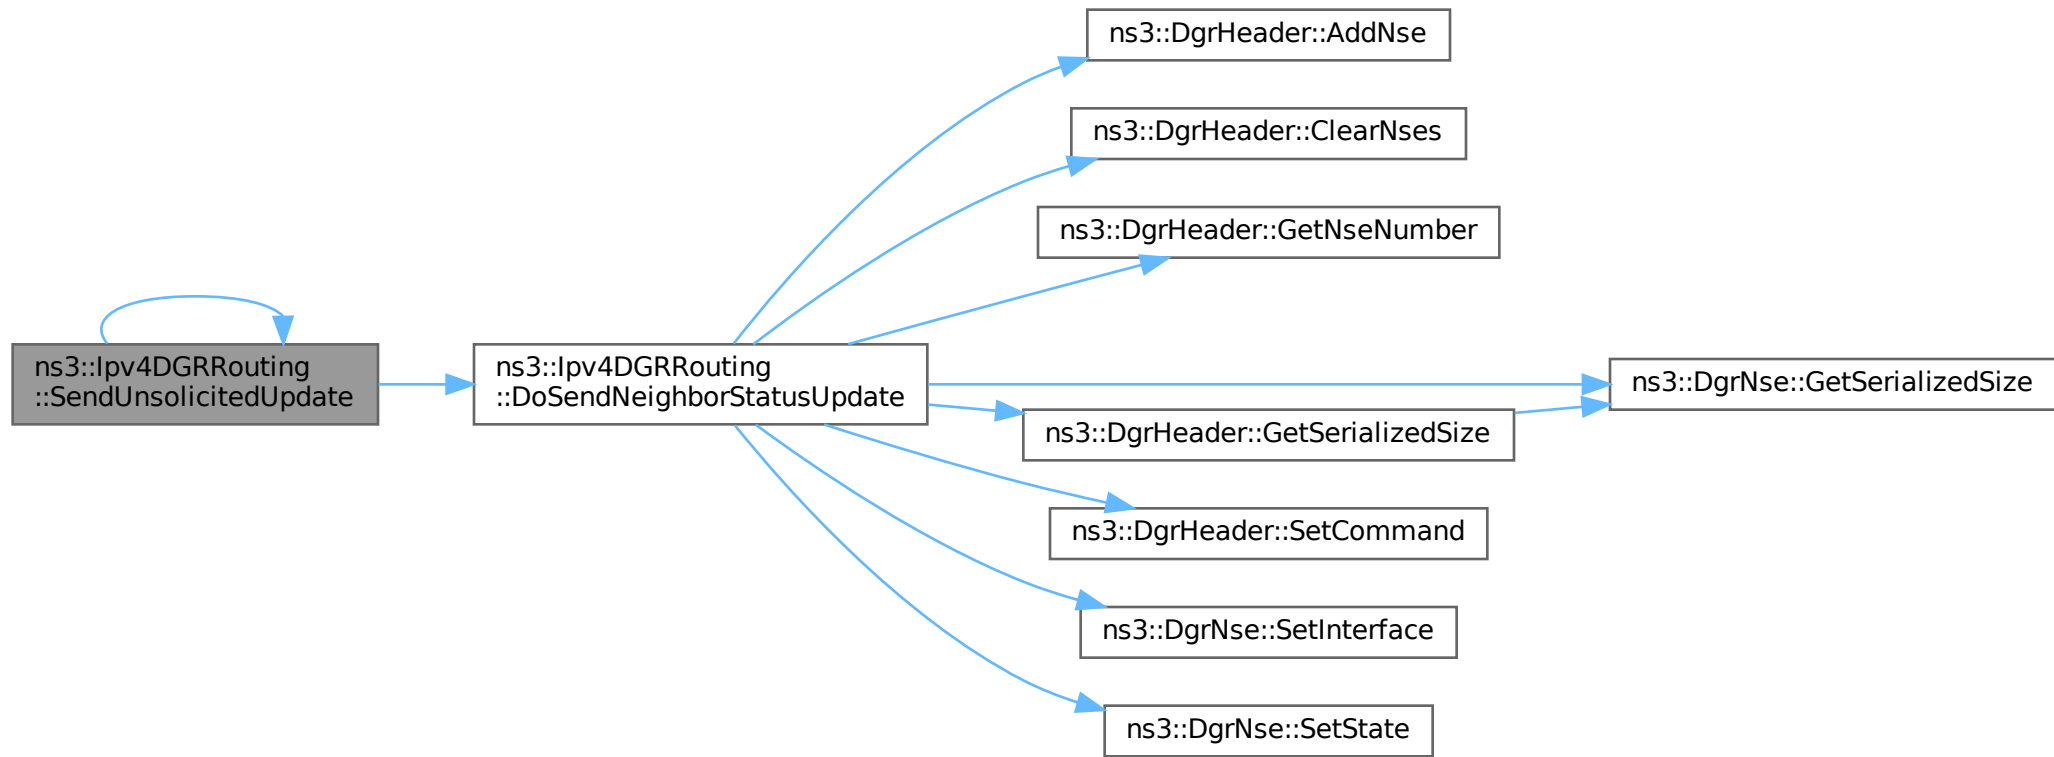 ns3::Ipv4DGRRouting
::SendUnsolicitedUpdate
ns3::Ipv4DGRRouting
::DoSendNeighborStatusUpdate
ns3::DgrHeader::AddNse
ns3::DgrHeader::ClearNses
ns3::DgrHeader::GetNseNumber
ns3::DgrNse::GetSerializedSize
ns3::DgrHeader::GetSerializedSize
ns3::DgrHeader::SetCommand
ns3::DgrNse::SetInterface
ns3::DgrNse::SetState